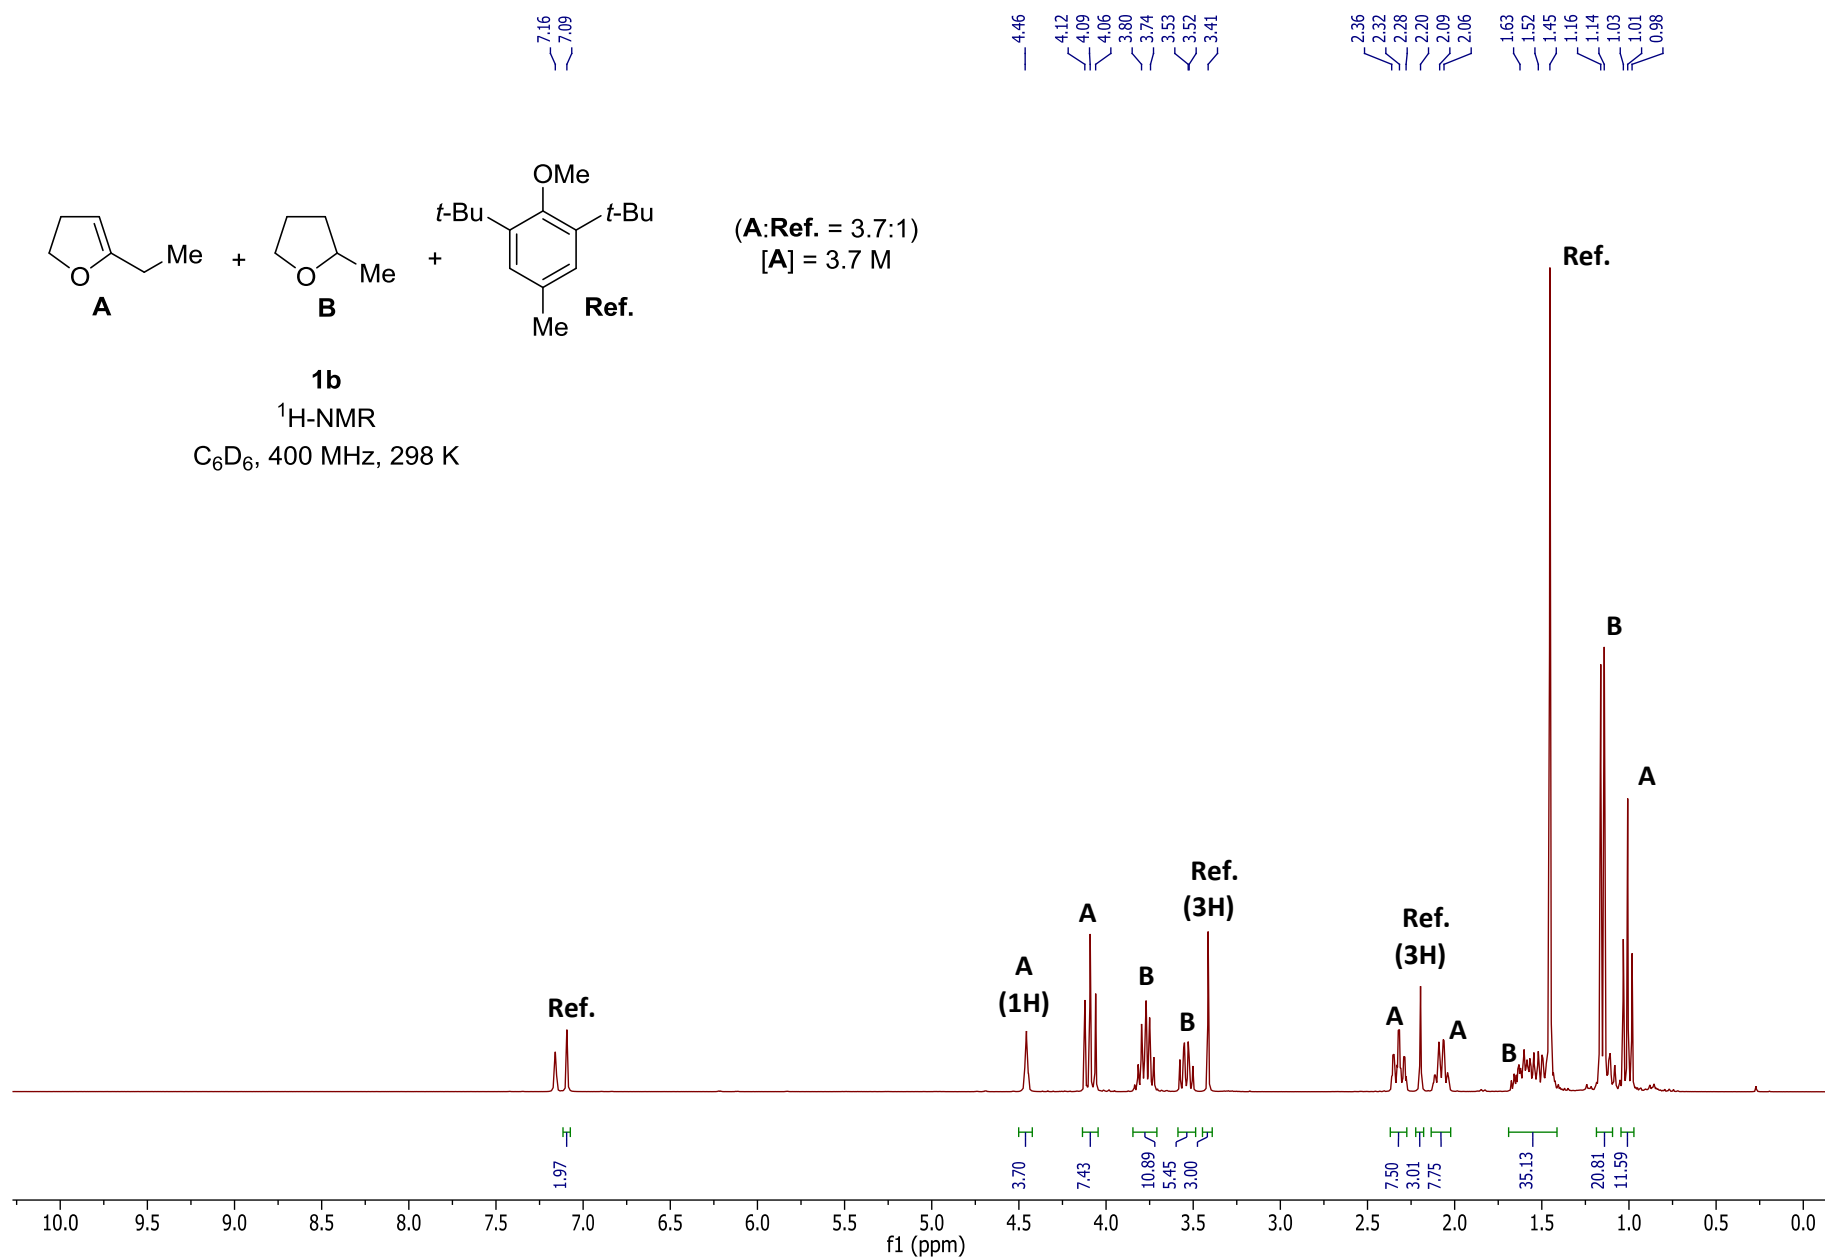 7.16 7.09 4.46 4.12 4.09 4.06 3.80 3.74 3.53 3.52 3.41 2.36 2.32 2.28 2.20 2.09 2.06 1.63 1.52 1.45 1.16 1.14 1.03 1.01 0.98
OMe
t-Bu t-Bu
O Me + O Me + Me
A B Ref.
(A:Ref. = 3.7:1)
[A] = 3.7 M
1b
¹H-NMR
C₆D₆, 400 MHz, 298 K
Ref.
B
A
Ref.
(3H)
Ref.
(3H)
A
A
(1H)
B
Ref.
B
A
A
B
1.97 3.70 7.43 10.89 5.45 3.00 7.50 3.01 7.75 35.13 20.81 11.59
10.0 9.5 9.0 8.5 8.0 7.5 7.0 6.5 6.0 5.5 5.0 4.5 4.0 3.5 3.0 2.5 2.0 1.5 1.0 0.5 0.0
f1 (ppm)